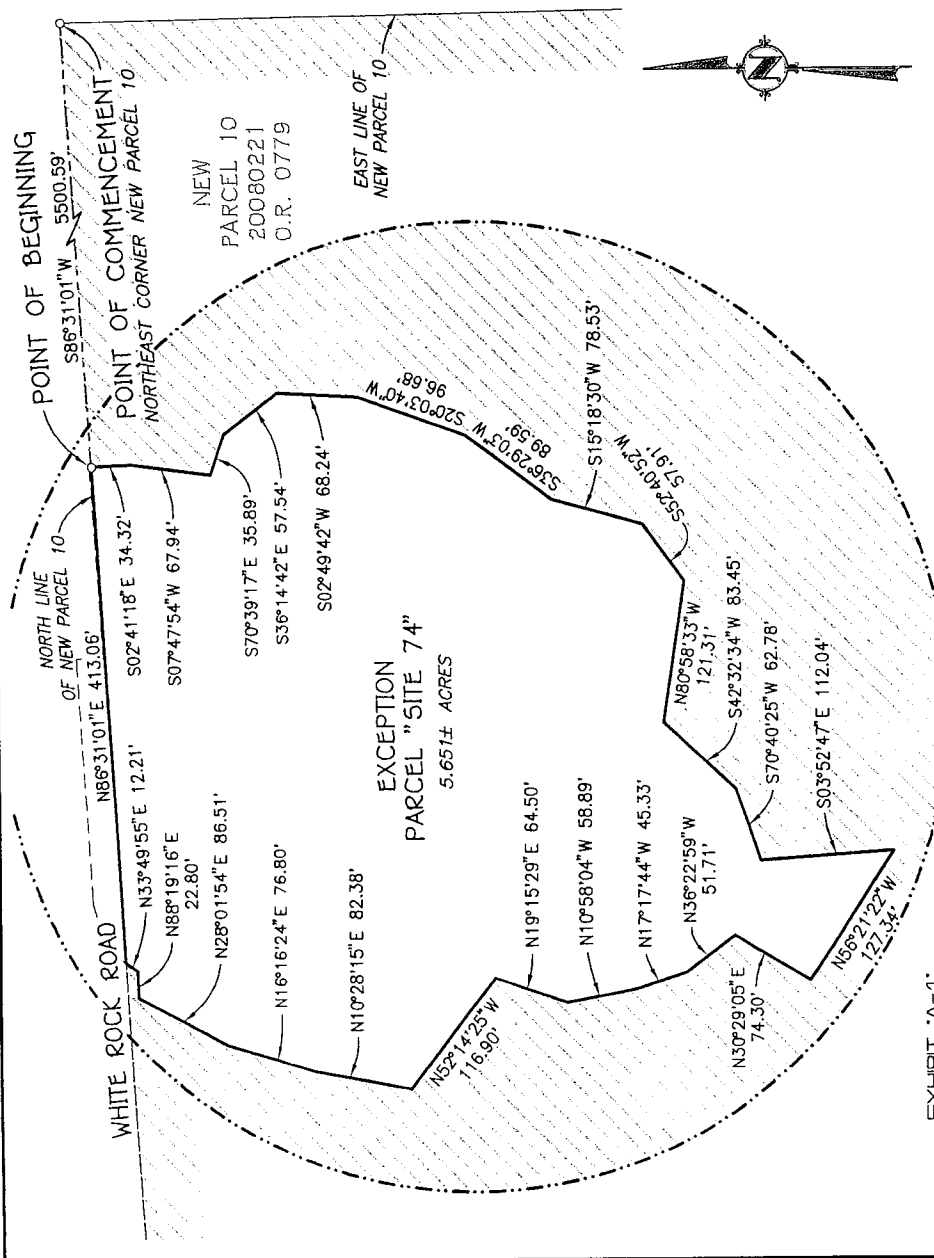 POINT OF BEGINNING
S86°31'01"W 5500.59'
POINT OF COMMENCEMENT
NORTHEAST CORNER NEW PARCEL 10
NEW
PARCEL 10
20080221
O.R. 0779
EAST LINE OF
NEW PARCEL 10
N
NORTH LINE
OF NEW PARCEL 10
WHITE ROCK ROAD
N86°31'01"E 413.06'
S02°41'18"E 34.32'
S07°47'54"W 67.94'
S70°39'17"E 35.89'
S36°14'42"E 57.54'
S02°49'42"W 68.24'
S20°03'40"W
96.68'
S36°29'03"W
89.59'
S15°18'30"W 78.53'
S52°40'52"W
57.91'
N80°58'33"W
121.31'
S42°32'34"W 83.45'
S70°40'25"W 62.78'
S03°52'47"E 112.04'
N56°21'22"W
127.34'
N30°29'05"E
74.30'
N36°22'59"W
51.71'
N17°17'44"W 45.33'
N10°58'04"W 58.89'
N19°15'29"E 64.50'
N52°14'25"W
116.90'
N10°28'15"E 82.38'
N16°16'24"E 76.80'
N28°01'54"E 86.51'
N88°19'16"E
22.80'
N33°49'55"E 12.21'
EXCEPTION
PARCEL "SITE 74"
5.651± ACRES
EXHIBIT "A-1"